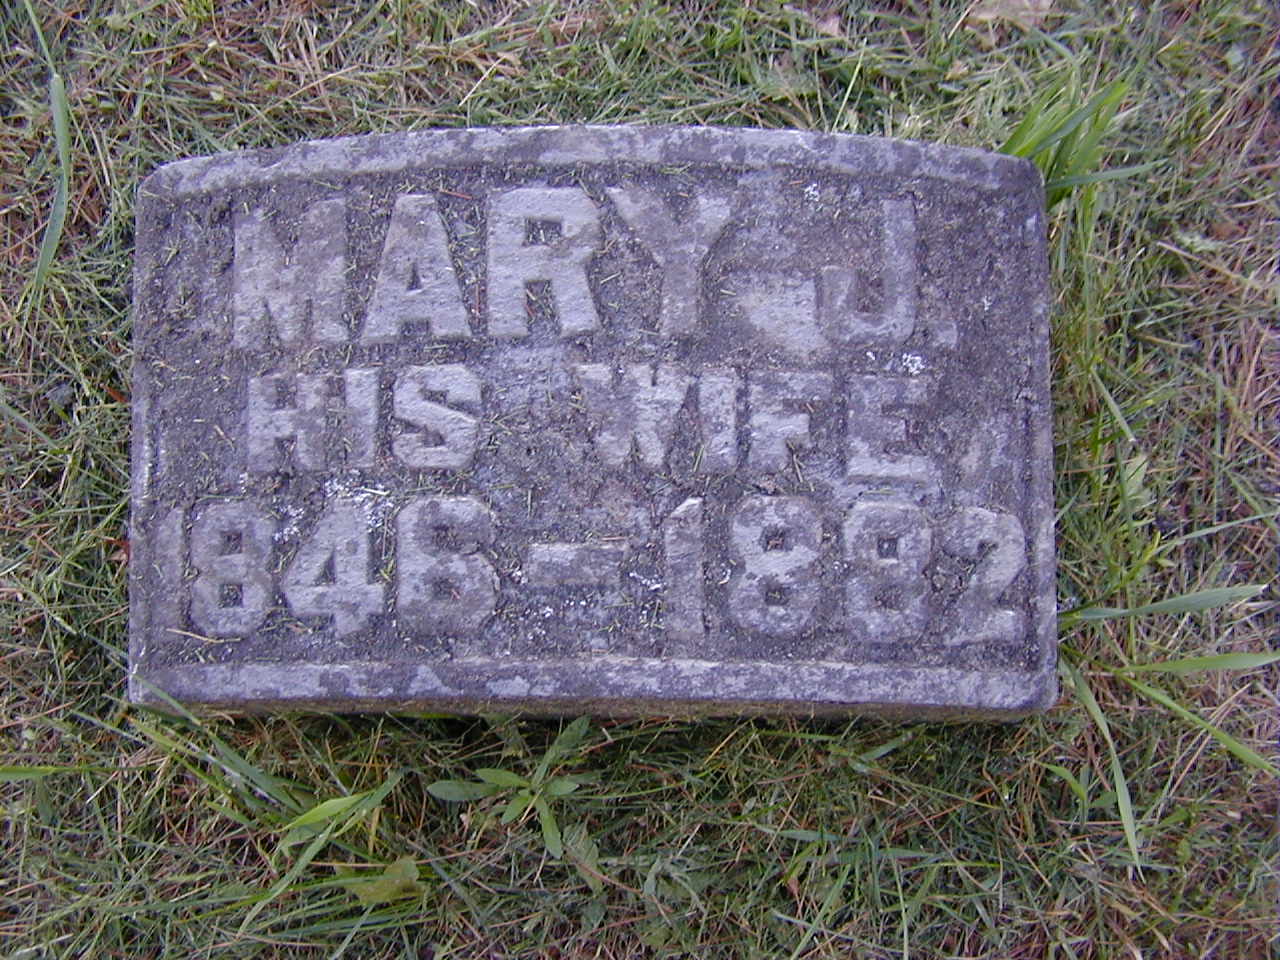 MARY J.
HIS WIFE
1846-1882